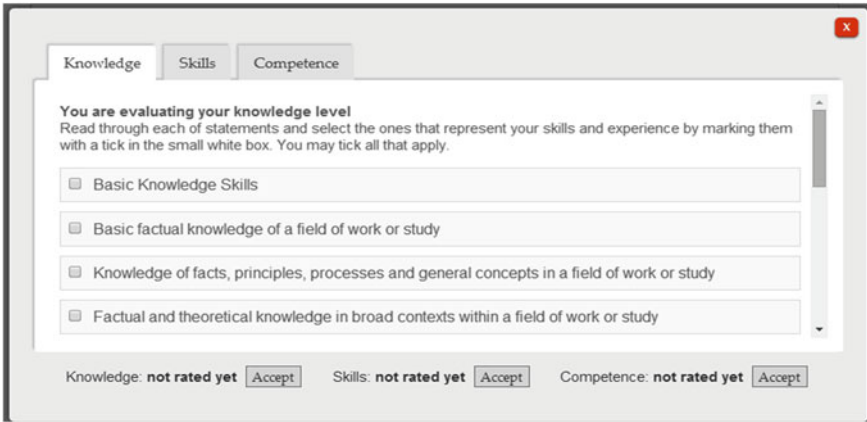 X
Knowledge Skills Competence
You are evaluating your knowledge level
Read through each of statements and select the ones that represent your skills and experience by marking them
with a tick in the small white box. You may tick all that apply.
Basic Knowledge Skills
Basic factual knowledge of a field of work or study
Knowledge of facts, principles, processes and general concepts in a field of work or study
Factual and theoretical knowledge in broad contexts within a field of work or study
Knowledge: not rated yet Accept Skills: not rated yet Accept Competence: not rated yet Accept